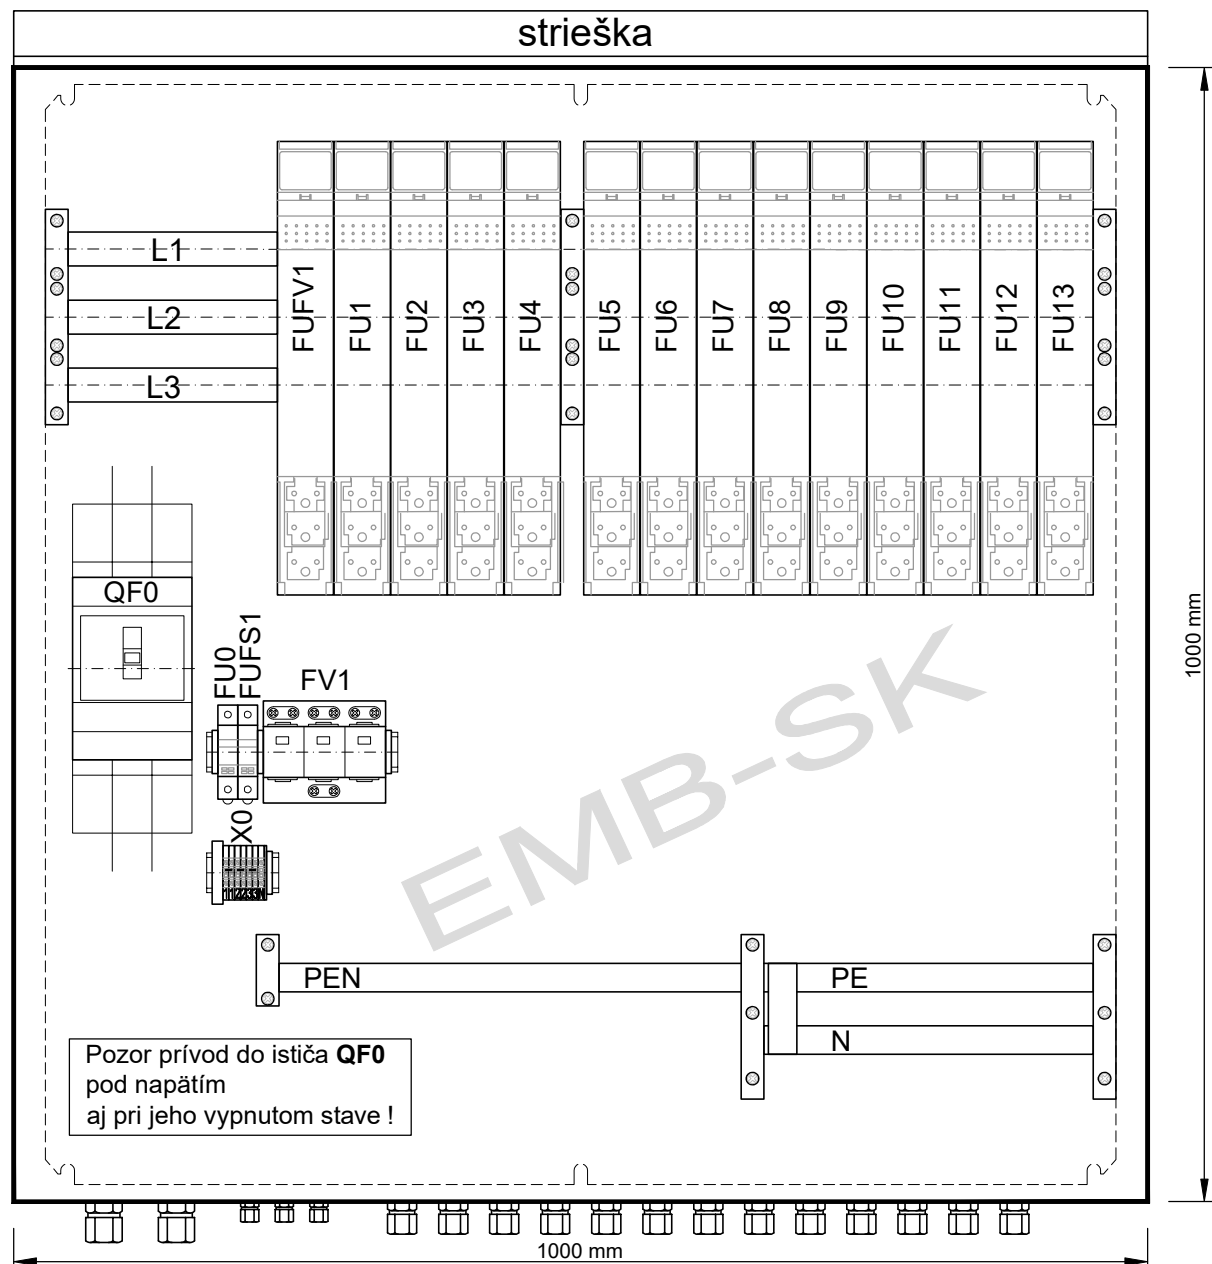 strieška
L1
L2
L3
FUFV1
FU1
FU2
FU3
FU4
FU5
FU6
FU7
FU8
FU9
FU10
FU11
FU12
FU13
QF0
FU0
FUFS1
FV1
X0
112233N
EMB-SK
PEN
PE
N
Pozor prívod do ističa QF0
pod napätím
aj pri jeho vypnutom stave !
1000 mm
1000 mm